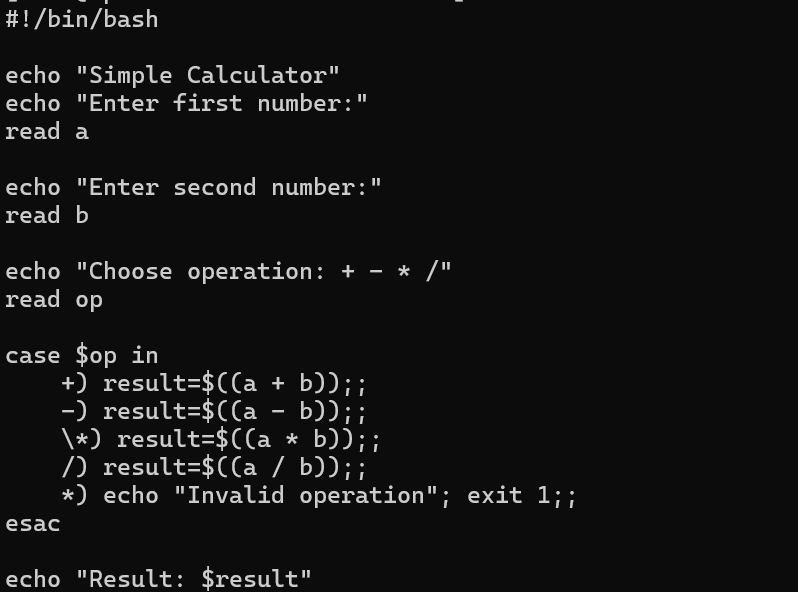 #!/bin/bash
echo "Simple Calculator"
echo "Enter first number:"
read a
echo "Enter second number:"
read b
echo "Choose operation: + - * /"
read op
case $op in
    +) result=$((a + b));;
    -) result=$((a - b));;
    \*) result=$((a * b));;
    /) result=$((a / b));;
    *) echo "Invalid operation"; exit 1;;
esac
echo "Result: $result"